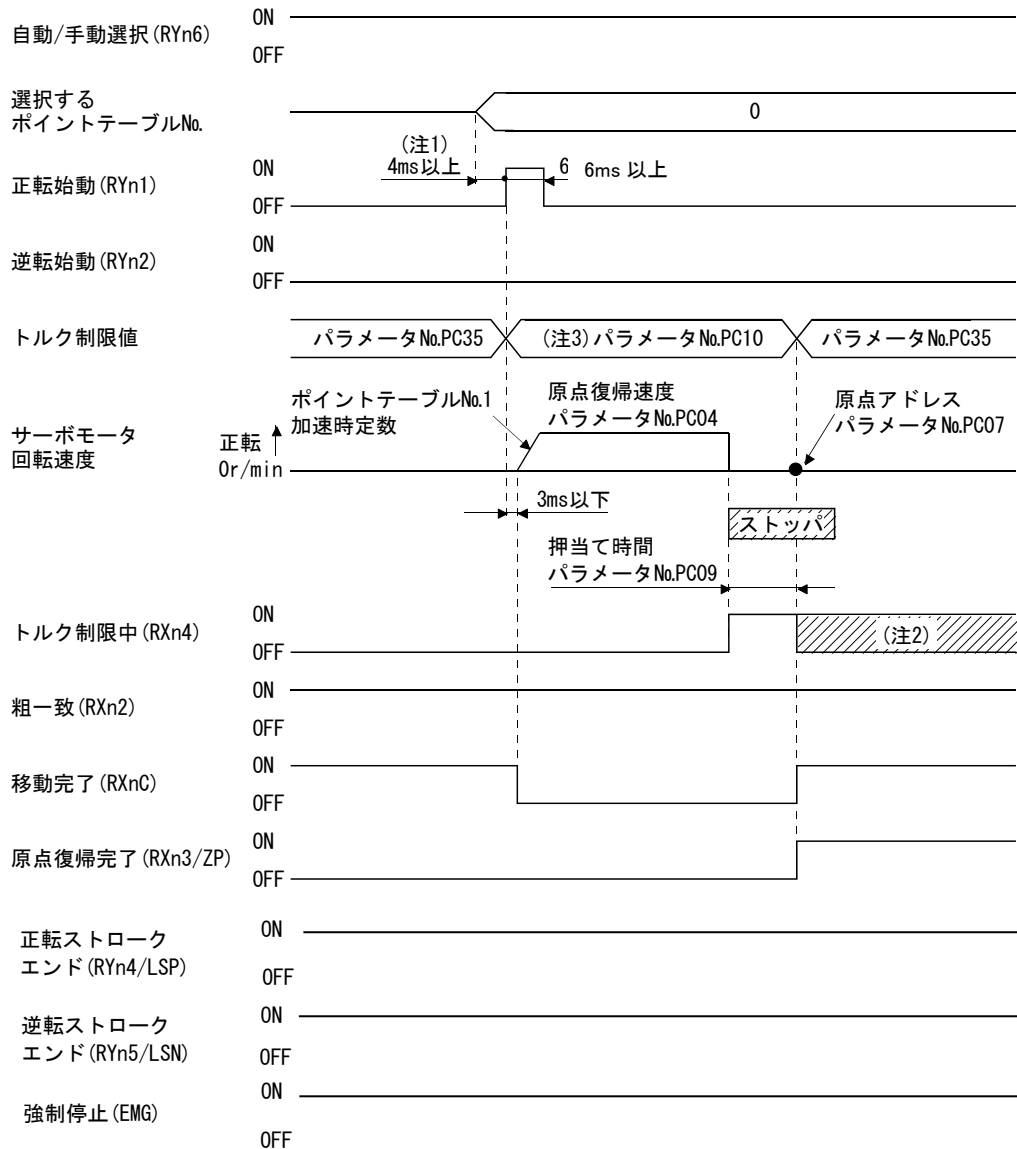 自動/手動選択(RYn6)
ON
OFF
選択する
ポイントテーブルNo.
0
(注1)
4ms以上
6
6ms 以上
正転始動(RYn1)
ON
OFF
逆転始動(RYn2)
ON
OFF
トルク制限値
パラメータNo.PC35
(注3)パラメータNo.PC10
パラメータNo.PC35
サーボモータ
回転速度
正転
0r/min
ポイントテーブルNo.1
加速時定数
原点復帰速度
パラメータNo.PC04
原点アドレス
パラメータNo.PC07
3ms以下
ストッパ
押当て時間
パラメータNo.PC09
トルク制限中(RXn4)
ON
OFF
(注2)
粗一致(RXn2)
ON
OFF
移動完了(RXnC)
ON
OFF
原点復帰完了(RXn3/ZP)
ON
OFF
正転ストローク
エンド(RYn4/LSP)
ON
OFF
逆転ストローク
エンド(RYn5/LSN)
ON
OFF
強制停止(EMG)
ON
OFF